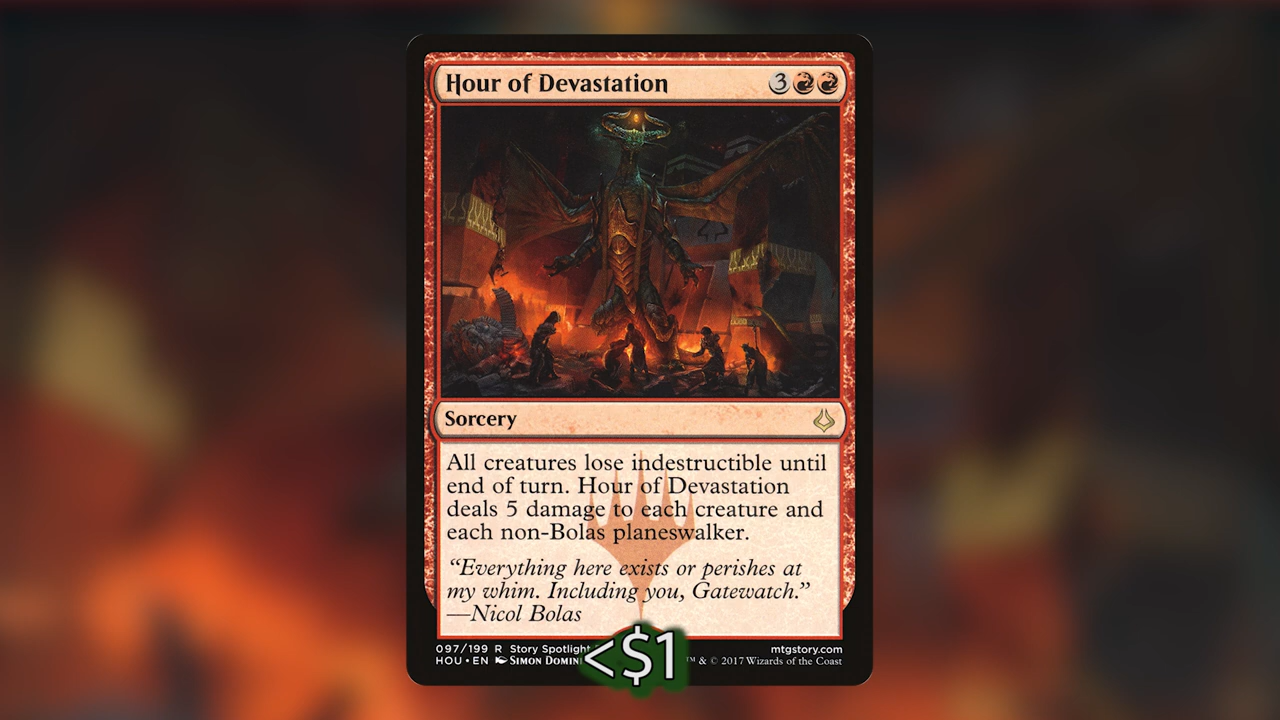 Hour of Devastation 3
Sorcery
All creatures lose indestructible until
end of turn. Hour of Devastation
deals 5 damage to each creature and
each non-Bolas planeswalker.
“Everything here exists or perishes at
my whim. Including you, Gatewatch.”
—Nicol Bolas
097/199 R Story Spotlight mtgstory.com
HOU • EN SIMON <$1 ™ & © 2017 Wizards of the Coast